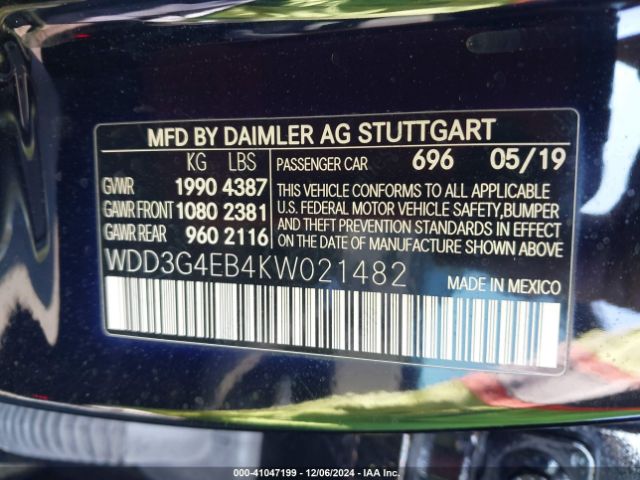 MFD BY DAIMLER AG STUTTGART
KG LBS
PASSENGER CAR 696 05/19
GVWR 1990 4387
GAWR FRONT 1080 2381
GAWR REAR 960 2116
THIS VEHICLE CONFORMS TO ALL APPLICABLE
U.S. FEDERAL MOTOR VEHICLE SAFETY,BUMPER
AND THEFT PREVENTION STANDARDS IN EFFECT
ON THE DATE OF MANUFACTURE SHOWN ABOVE.
WDD3G4EB4KW021482
MADE IN MEXICO
000-41047199 • 12/06/2024 • IAA Inc.